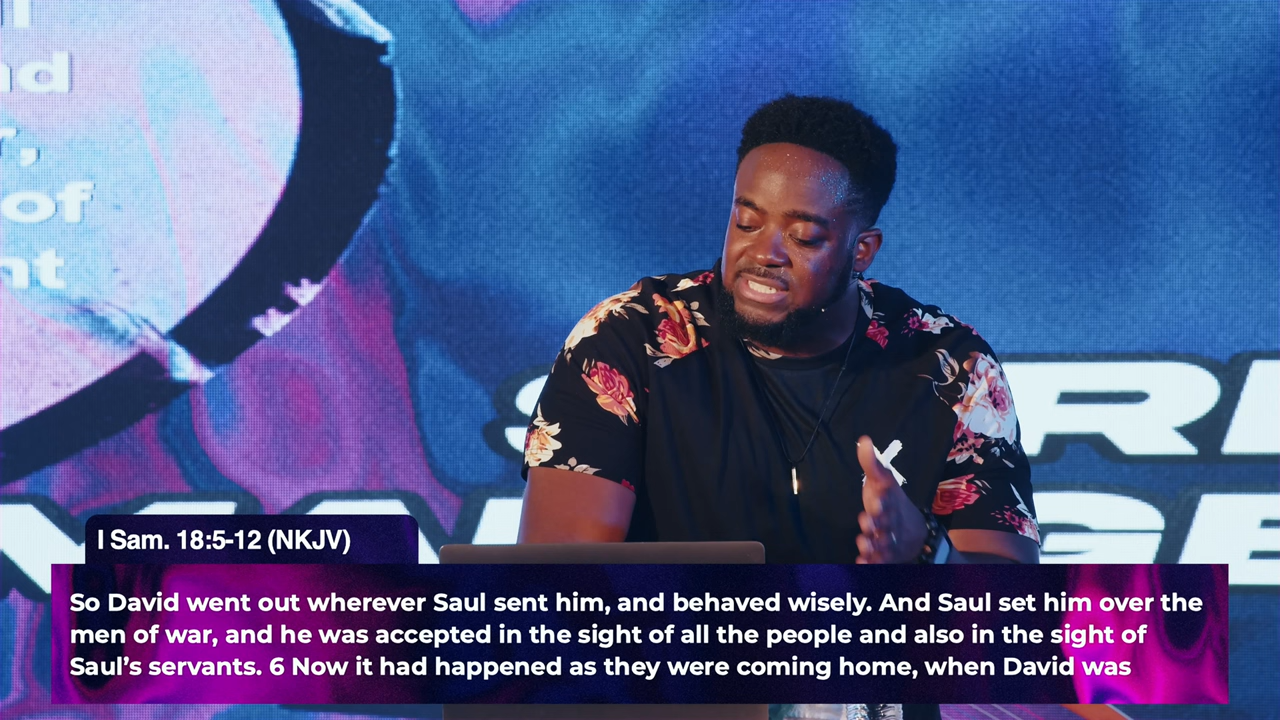 of
I Sam. 18:5-12 (NKJV)
So David went out wherever Saul sent him, and behaved wisely. And Saul set him over the
men of war, and he was accepted in the sight of all the people and also in the sight of
Saul’s servants. 6 Now it had happened as they were coming home, when David was